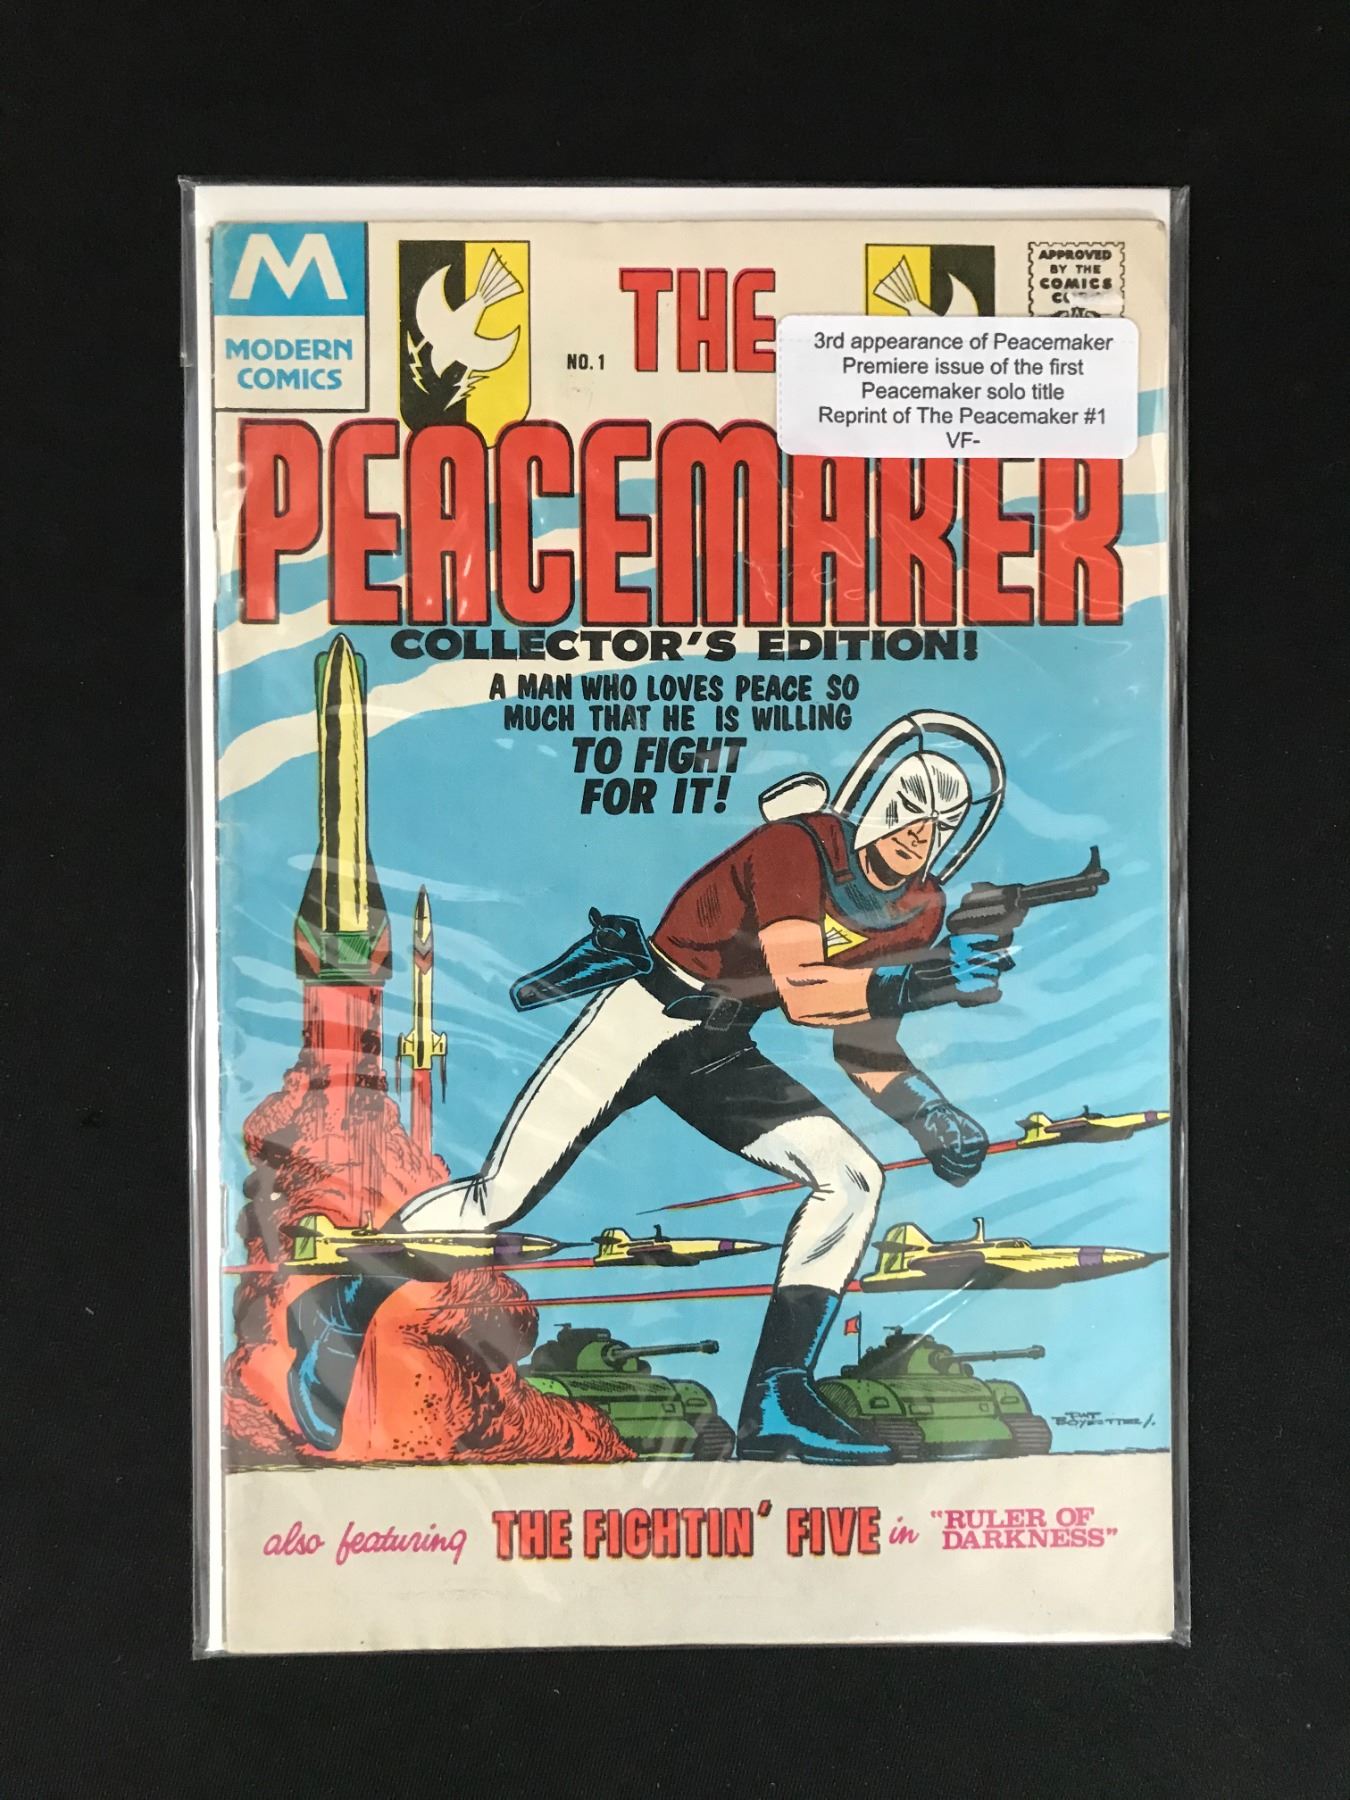 M
MODERN
COMICS
NO. 1
THE
APPROVED
BY THE
COMICS
3rd appearance of Peacemaker
Premiere issue of the first
Peacemaker solo title
Reprint of The Peacemaker #1
VF-
PEACEMAKER
COLLECTOR'S EDITION!
A MAN WHO LOVES PEACE SO
MUCH THAT HE IS WILLING
TO FIGHT
FOR IT!
PAT
BOYETTE
also featuring THE FIGHTIN' FIVE in "RULER OF
DARKNESS"